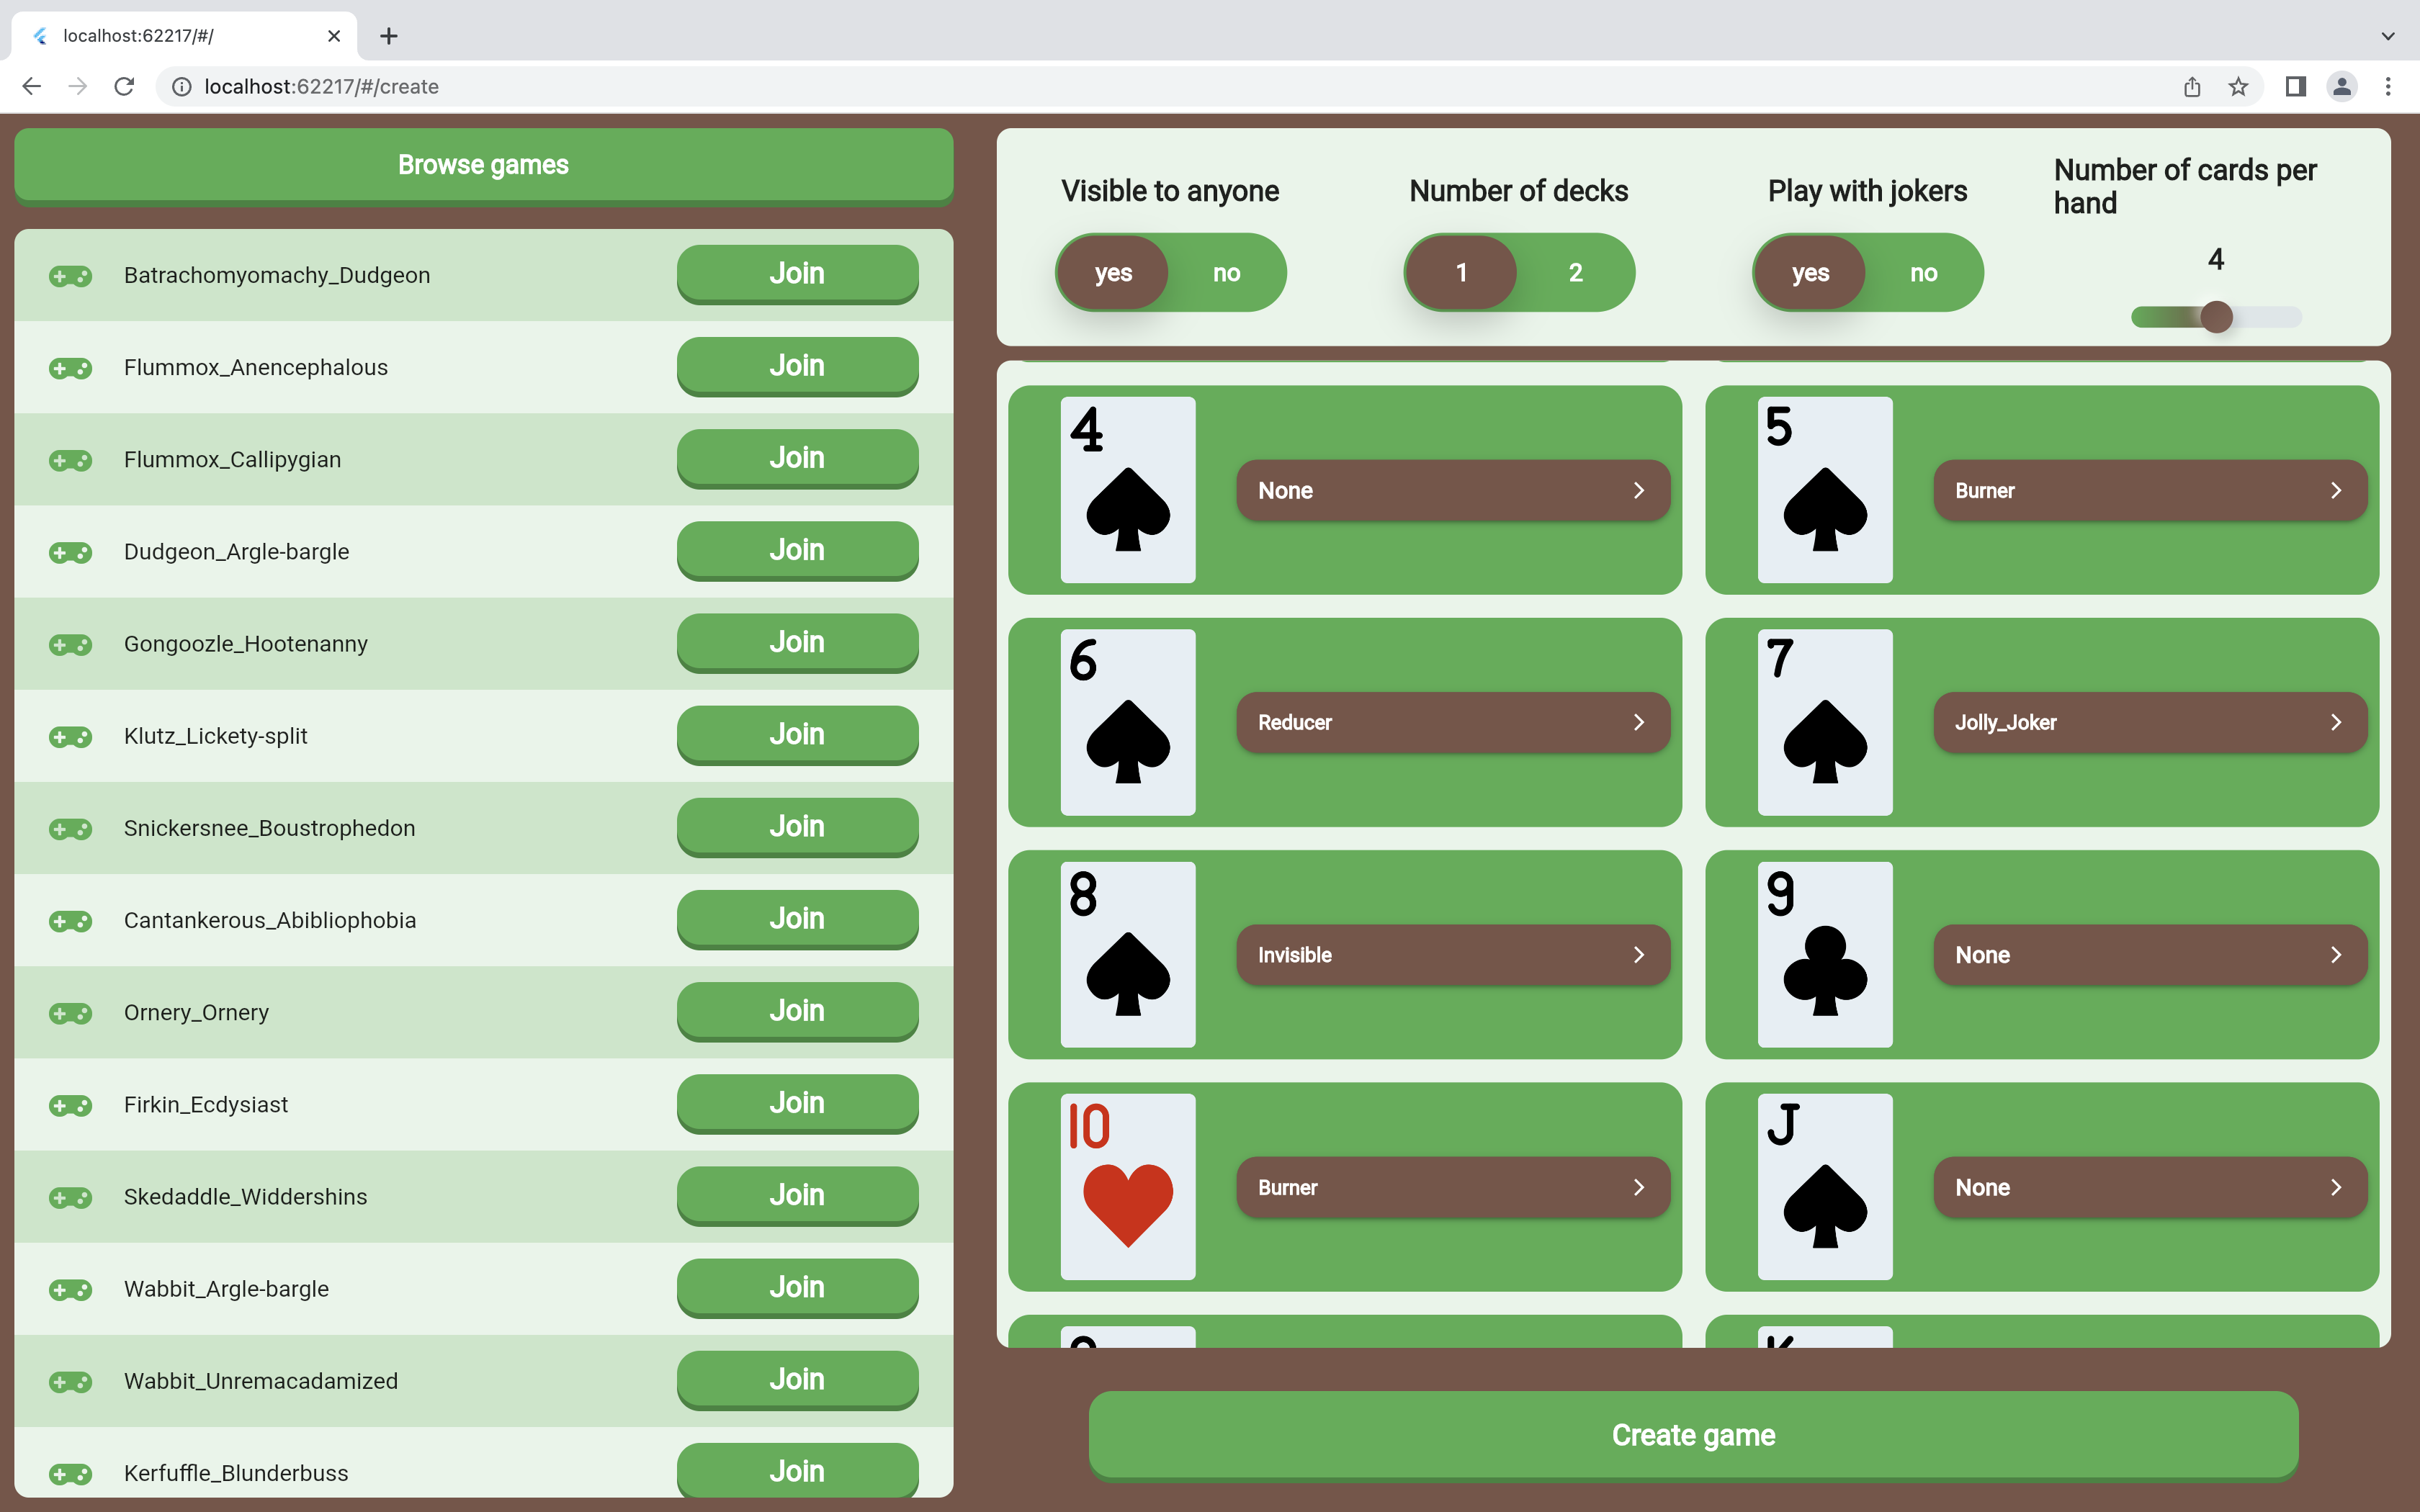 localhost:62217/#/
localhost:62217/#/create
Browse games
Batrachomyomachy_Dudgeon
Join
Flummox_Anencephalous
Join
Flummox_Callipygian
Join
Dudgeon_Argle-bargle
Join
Gongoozle_Hootenanny
Join
Klutz_Lickety-split
Join
Snickersnee_Boustrophedon
Join
Cantankerous_Abibliophobia
Join
Ornery_Ornery
Join
Firkin_Ecdysiast
Join
Skedaddle_Widdershins
Join
Wabbit_Argle-bargle
Join
Wabbit_Unremacadamized
Join
Kerfuffle_Blunderbuss
Join
Visible to anyone
yes no
Number of decks
1 2
Play with jokers
yes no
Number of cards per
hand
4
4
None
5
Burner
6
Reducer
7
Jolly_Joker
8
Invisible
9
None
10
Burner
J
None
K
Create game